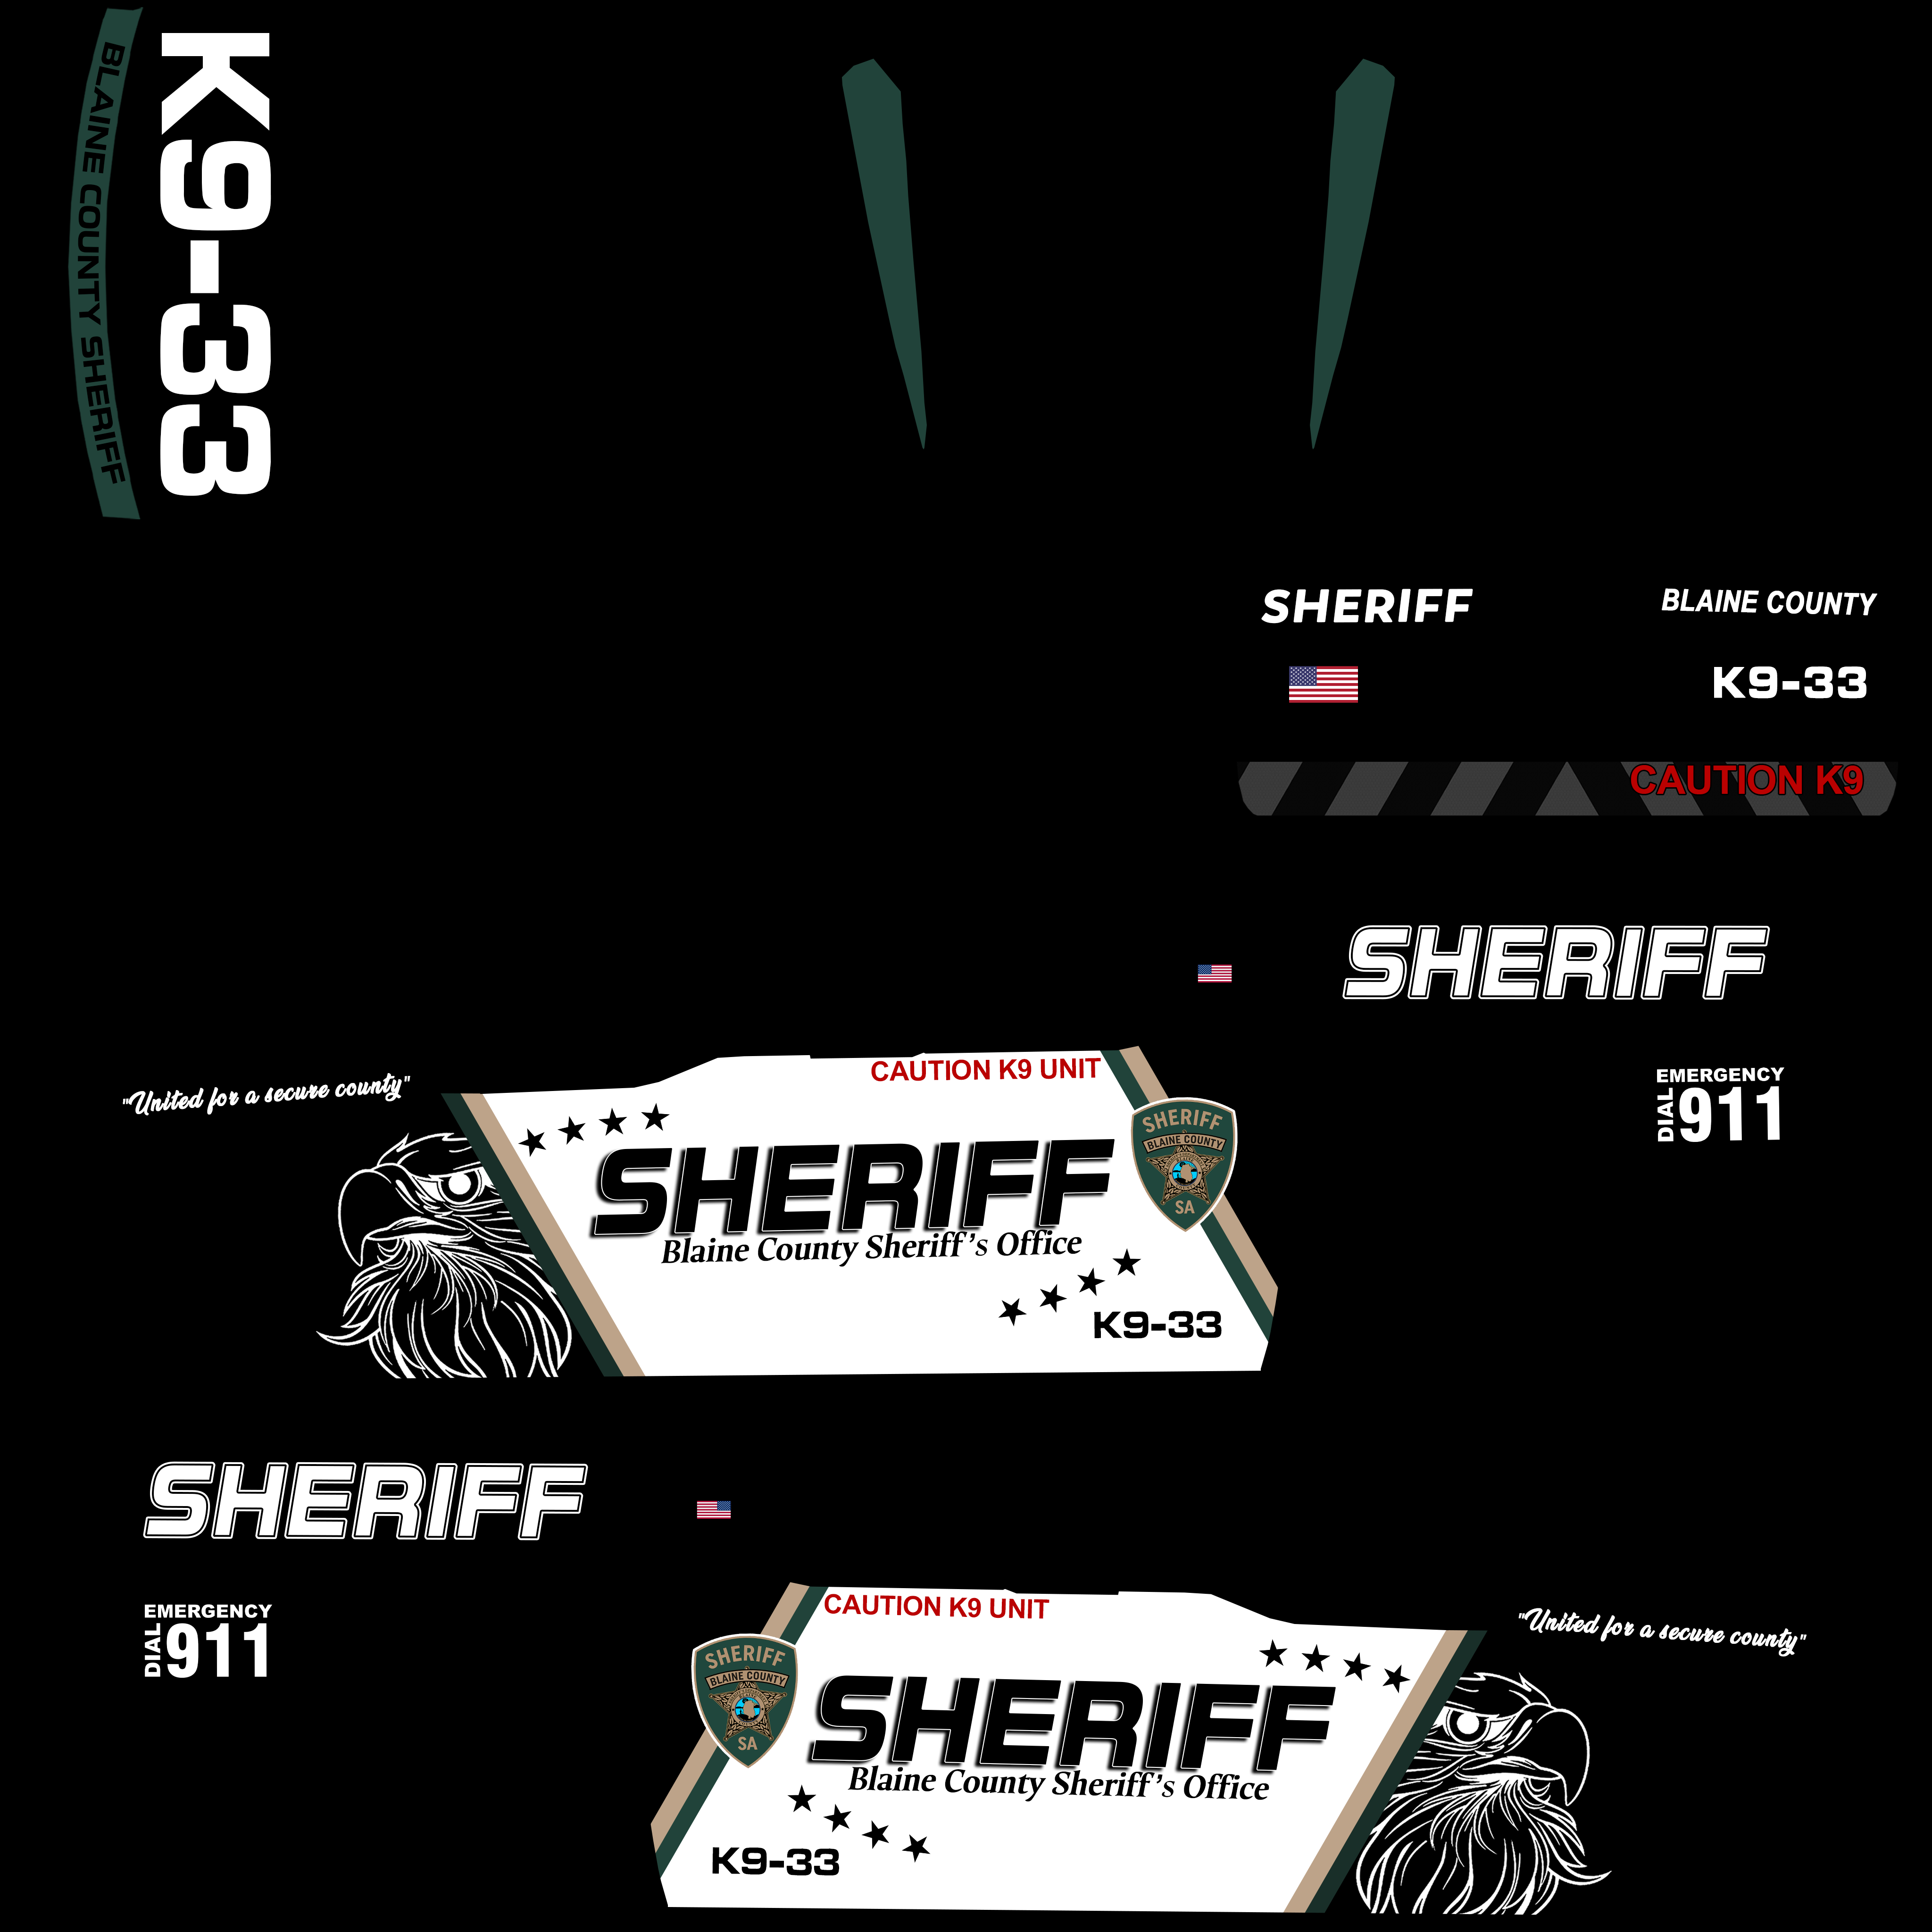 BLAINE COUNTY SHERIFF
K9-33
SHERIFF
BLAINE COUNTY
K9-33
CAUTION K9
SHERIFF
EMERGENCY
DIAL 911
"United for a secure county"
CAUTION K9 UNIT
SHERIFF
Blaine County Sheriff's Office
K9-33
SHERIFF
BLAINE COUNTY
SA
SHERIFF
EMERGENCY
DIAL 911
CAUTION K9 UNIT
"United for a secure county"
SHERIFF
BLAINE COUNTY
SA
SHERIFF
Blaine County Sheriff's Office
K9-33